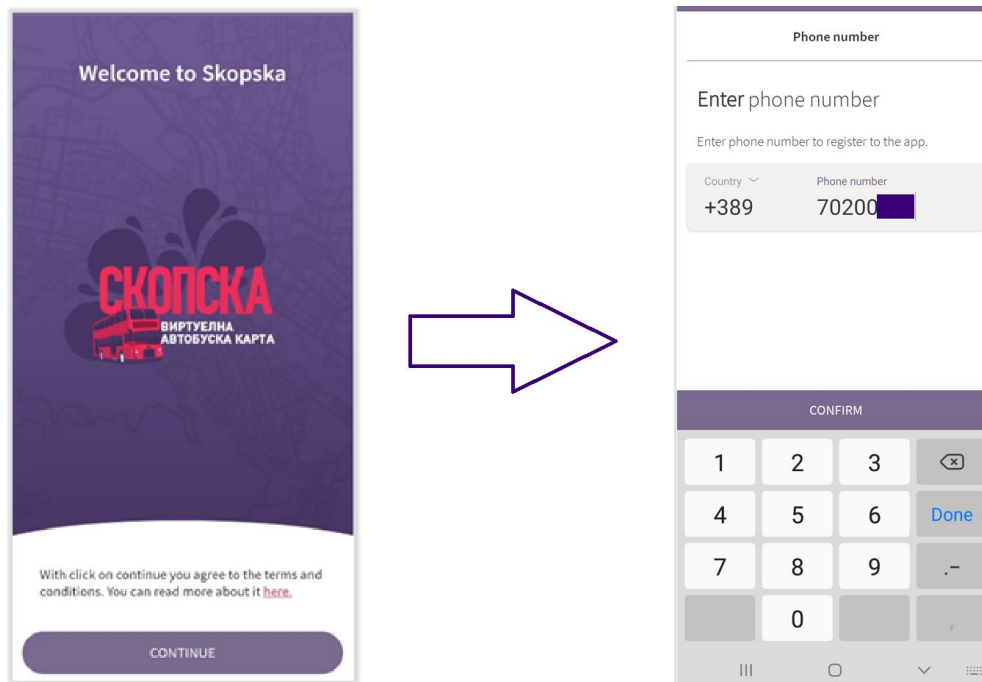 Welcome to Skopska
СКОПСКА
ВИРТУЕЛНА
АВТОБУСКА КАРТА
With click on continue you agree to the terms and
conditions. You can read more about it here.
CONTINUE
Phone number
Enter phone number
Enter phone number to register to the app.
Country Phone number
+389 70200
CONFIRM
1 2 3
4 5 6 Done
7 8 9 .-
0 ,